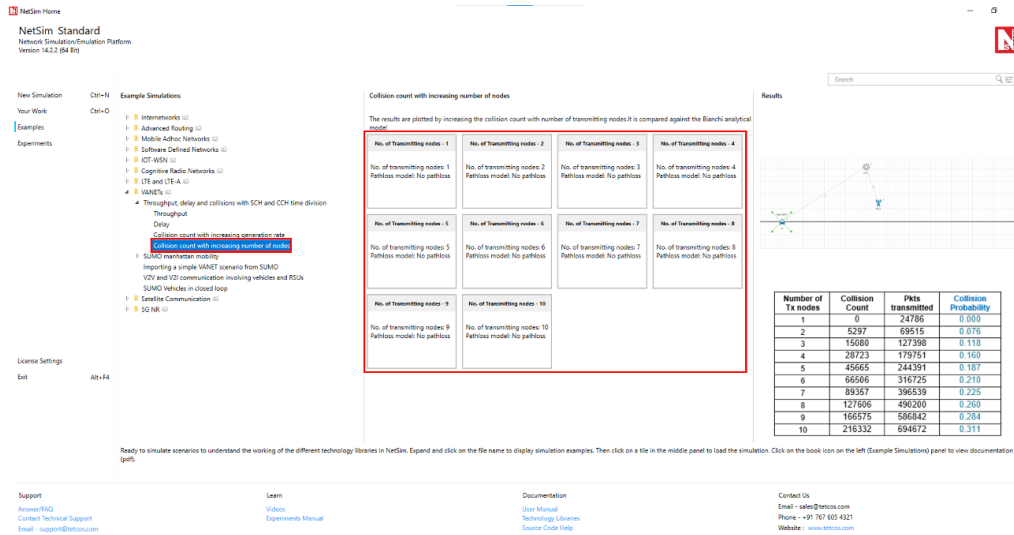 NetSim Home
NetSim Standard
Network Simulation/Emulation Platform
Version 14.2.2 (64 Bit)
Search
New Simulation Ctrl+N
Your Work Ctrl+O
Examples
Experiments
License Settings
Exit Alt+F4
Example Simulations
Internetworks
Advanced Routing
Mobile Adhoc Networks
Software Defined Networks
IOT-WSN
Cognitive Radio Networks
LTE and LTE-A
VANETs
Throughput, delay and collisions with SCH and CCH time division
Throughput
Delay
Collision count with increasing generation rate
Collision count with increasing number of nodes
SUMO manhattan mobility
Importing a simple VANET scenario from SUMO
V2V and V2I communication involving vehicles and RSUs
SUMO Vehicles in closed loop
Satellite Communication
5G NR
Collision count with increasing number of nodes
The results are plotted by increasing the collision count with number of transmitting nodes.It is compared against the Bianchi analytical
model
No. of Transmitting nodes - 1
No. of transmitting nodes: 1
Pathloss model: No pathloss
No. of Transmitting nodes - 2
No. of transmitting nodes: 2
Pathloss model: No pathloss
No. of Transmitting nodes - 3
No. of transmitting nodes: 3
Pathloss model: No pathloss
No. of Transmitting nodes - 4
No. of transmitting nodes: 4
Pathloss model: No pathloss
No. of Transmitting nodes - 5
No. of transmitting nodes: 5
Pathloss model: No pathloss
No. of Transmitting nodes - 6
No. of transmitting nodes: 6
Pathloss model: No pathloss
No. of Transmitting nodes - 7
No. of transmitting nodes: 7
Pathloss model: No pathloss
No. of Transmitting nodes - 8
No. of transmitting nodes: 8
Pathloss model: No pathloss
No. of Transmitting nodes - 9
No. of transmitting nodes: 9
Pathloss model: No pathloss
No. of Transmitting nodes - 10
No. of transmitting nodes: 10
Pathloss model: No pathloss
Results
Number of Tx nodes Collision Count Pkts transmitted Collision Probability
1 0 24786 0.000
2 5297 69515 0.076
3 15080 127398 0.118
4 28723 179751 0.160
5 45665 244391 0.187
6 66506 316725 0.210
7 89357 396539 0.225
8 127606 490200 0.260
9 166575 586842 0.284
10 216332 694672 0.311
Ready to simulate scenarios to understand the working of the different technology libraries in NetSim. Expand and click on the file name to display simulation examples. Then click on a tile in the middle panel to load the simulation. Click on the book icon on the left (Example Simulations) panel to view documentation
(pdf).
Support
Answer/FAQ
Contact Technical Support
Email - support@tetcos.com
Learn
Videos
Experiments Manual
Documentation
User Manual
Technology Libraries
Source Code Help
Contact Us
Email - sales@tetcos.com
Phone - +91 767 605 4321
Website : www.tetcos.com